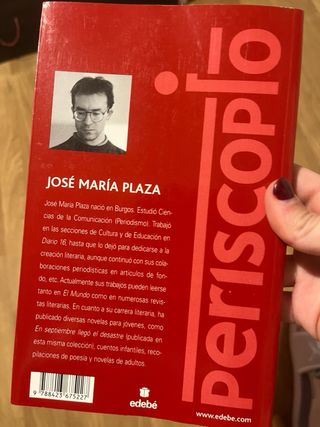 periscopio
JOSÉ MARÍA PLAZA
José María Plaza nació en Burgos. Estudió Cien-
cias de la Comunicación (Periodismo). Trabajó
en las secciones de Cultura y de Educación en
Diario 16, hasta que lo dejó para dedicarse a la
creación literaria, aunque continuó con sus cola-
boraciones periodísticas en artículos de fon-
do, etc. Actualmente sus trabajos pueden leerse
tanto en El Mundo como en numerosas revis-
tas literarias. En cuanto a su carrera literaria, ha
publicado diversas novelas para jóvenes, como
En septiembre llegó el desastre (publicada en
esta misma colección), cuentos infantiles, reco-
pilaciones de poesía y novelas de adultos.
9 788423 675227
edebé
www.edebe.com